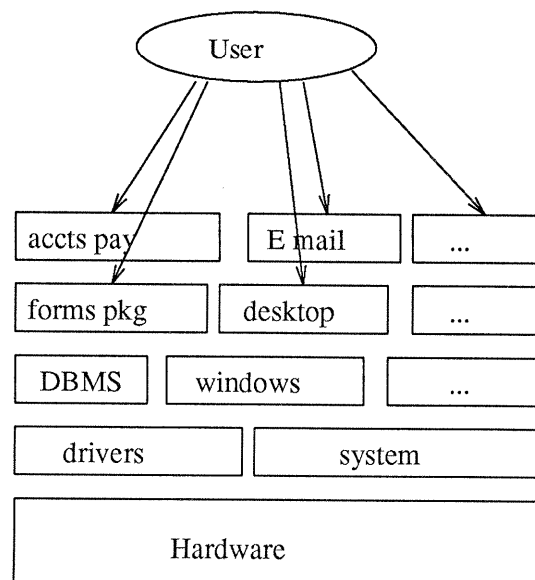 User
accts pay E mail ...
forms pkg desktop ...
DBMS windows ...
drivers system
Hardware